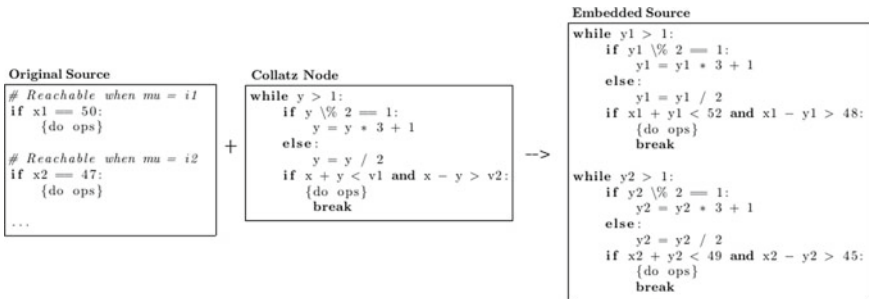 Original Source
# Reachable when mu = i1
if x1 == 50:
    {do ops}
# Reachable when mu = i2
if x2 == 47:
    {do ops}
...
+
Collatz Node
while y > 1:
    if y \% 2 == 1:
        y = y * 3 + 1
    else:
        y = y / 2
    if x + y < v1 and x - y > v2:
        {do ops}
        break
-->
Embedded Source
while y1 > 1:
    if y1 \% 2 == 1:
        y1 = y1 * 3 + 1
    else:
        y1 = y1 / 2
    if x1 + y1 < 52 and x1 - y1 > 48:
        {do ops}
        break
while y2 > 1:
    if y2 \% 2 == 1:
        y2 = y2 * 3 + 1
    else:
        y2 = y2 / 2
    if x2 + y2 < 49 and x2 - y2 > 45:
        {do ops}
        break